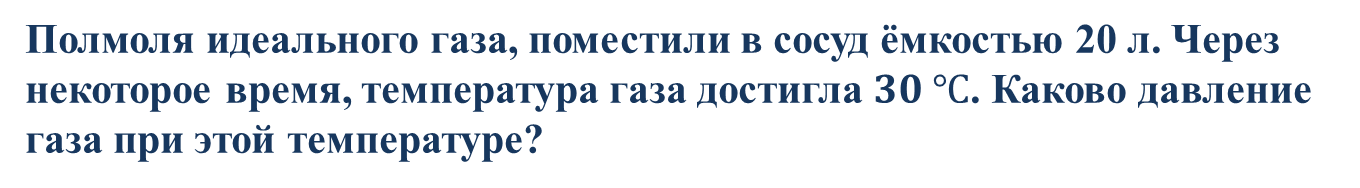 Полмоля идеального газа, поместили в сосуд ёмкостью 20 л. Через
некоторое время, температура газа достигла 30 °С. Каково давление
газа при этой температуре?